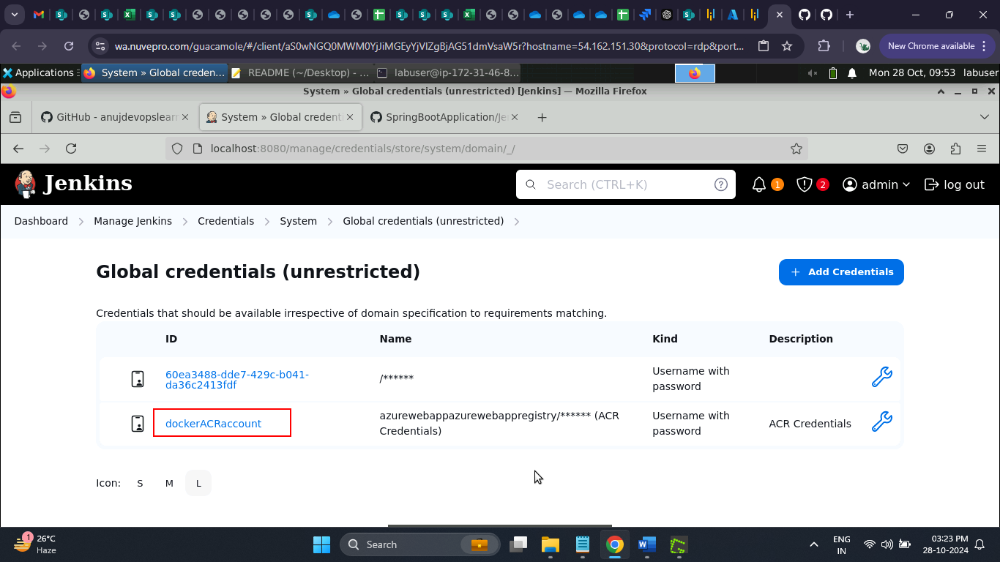 New Chrome available
wa.nuvepro.com/guacamole/#/client/aS0wNGQ0MWM0YjJiMGEyYjVlZgBjAG51dmVsaW5r?hostname=54.162.151.30&protocol=rdp&port...
Applications
System » Global creden...
README (~/Desktop) - ...
labuser@ip-172-31-46-8...
Mon 28 Oct, 09:53
labuser
System » Global credentials (unrestricted) [Jenkins] — Mozilla Firefox
GitHub - anujdevopslearn
System » Global credenti
SpringBootApplication/Je
localhost:8080/manage/credentials/store/system/domain/_/
Jenkins
Search (CTRL+K)
1
2
admin
log out
Dashboard
Manage Jenkins
Credentials
System
Global credentials (unrestricted)
Global credentials (unrestricted)
Add Credentials
Credentials that should be available irrespective of domain specification to requirements matching.
ID
Name
Kind
Description
60ea3488-dde7-429c-b041-
da36c2413fdf
/******
Username with
password
dockerACRaccount
azurewebappazurewebappregistry/****** (ACR
Credentials)
Username with
password
ACR Credentials
Icon:
S
M
L
1
26°C
Haze
Search
ENG
IN
03:23 PM
28-10-2024